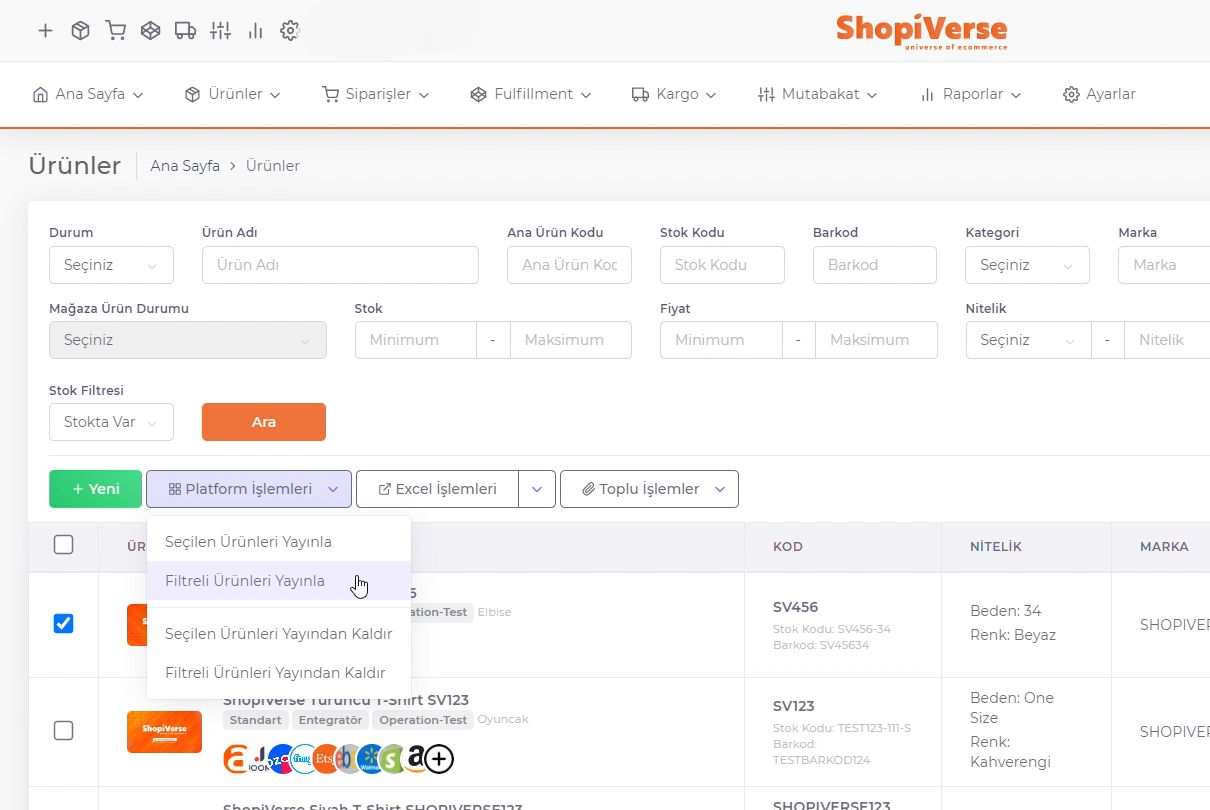 ShopiVerse
universe of ecommerce
Ana Sayfa
Ürünler
Siparişler
Fulfillment
Kargo
Mutabakat
Raporlar
Ayarlar
Ürünler
Ana Sayfa > Ürünler
Durum
Ürün Adı
Ana Ürün Kodu
Stok Kodu
Barkod
Kategori
Marka
Seçiniz
Ürün Adı
Ana Ürün Koc
Stok Kodu
Barkod
Seçiniz
Marka
Mağaza Ürün Durumu
Stok
Fiyat
Nitelik
Seçiniz
Minimum - Maksimum
Minimum - Maksimum
Seçiniz - Nitelik
Stok Filtresi
Stokta Var
Ara
+ Yeni
Platform İşlemleri
Excel İşlemleri
Toplu İşlemler
Seçilen Ürünleri Yayınla
Filtreli Ürünleri Yayınla
Seçilen Ürünleri Yayından Kaldır
Filtreli Ürünleri Yayından Kaldır
ÜR
KOD
NİTELİK
MARKA
6
ation-Test Elbise
SV456
Stok Kodu: SV456-34
Barkod: SV45634
Beden: 34
Renk: Beyaz
SHOPIVER
ShopiVerse Turuncu T-Shirt SV123
Standart Entegratör Operation-Test Oyuncak
ShopiVerse
SV123
Stok Kodu: TEST123-111-S
Barkod:
TESTBARKOD124
Beden: One
Size
Renk:
Kahverengi
SHOPIVER
ShopiVerse Siyah T-Shirt SHOPIVERSE123
SHOPIVERSE123